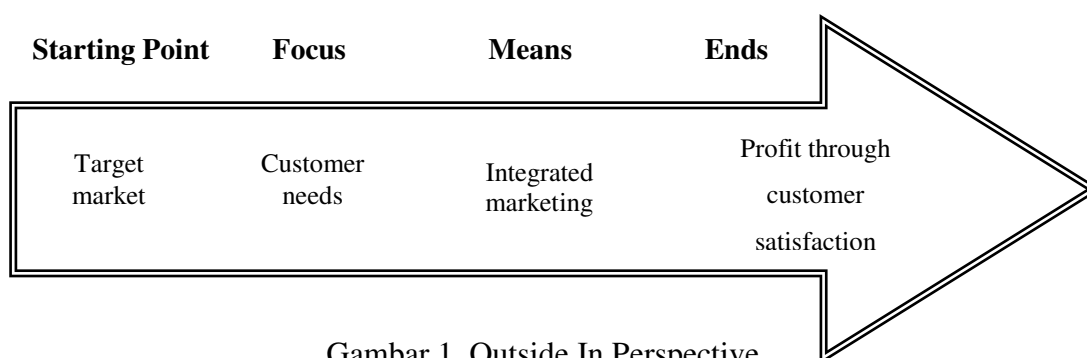 Starting Point Focus Means Ends
Target
market
Customer
needs
Integrated
marketing
Profit through
customer
satisfaction
Gambar 1. Outside In Perspective